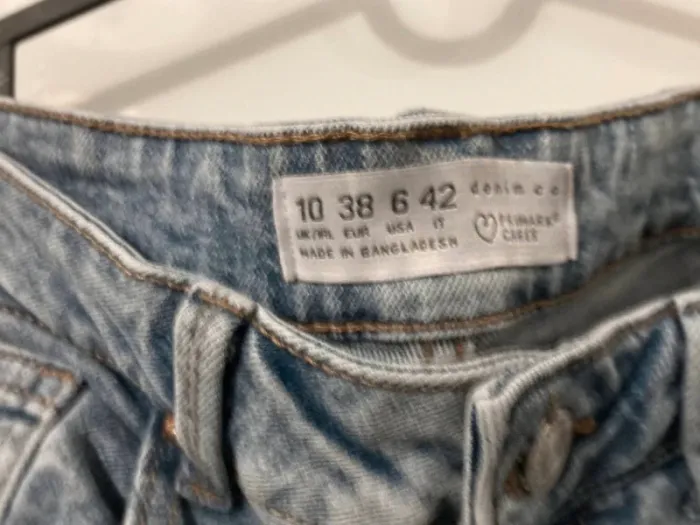 10 38 6 42 denim co
UK/IRL EUR USA IT
MADE IN BANGLADESH
PRIMARK®
CARES